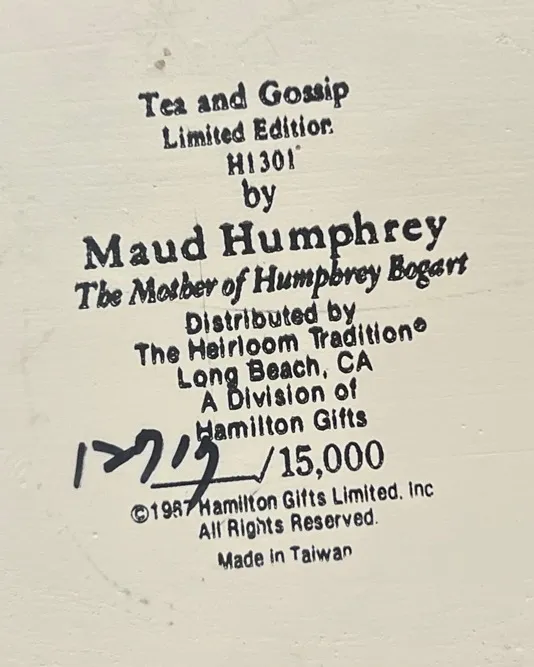 Tea and Gossip
Limited Edition
H1301
by
Maud Humphrey
The Mother of Humphrey Bogart
Distributed by
The Heirloom Tradition®
Long Beach, CA
A Division of
Hamilton Gifts
/15,000
©1987 Hamilton Gifts Limited, Inc
All Rights Reserved.
Made in Taiwan